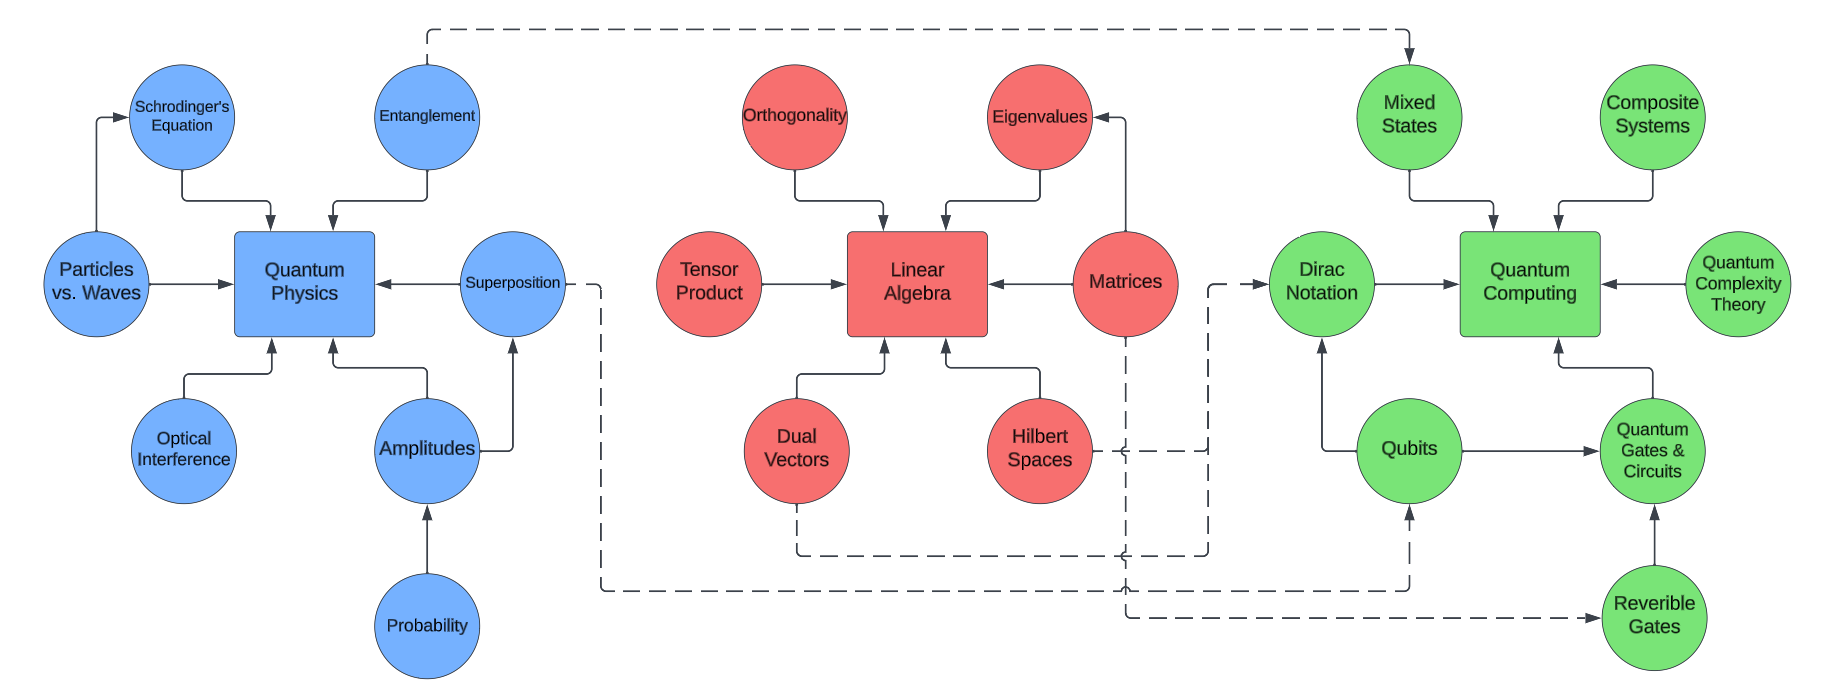 Schrodinger's
Equation
Entanglement
Orthogonality
Eigenvalues
Mixed
States
Composite
Systems
Particles
vs. Waves
Quantum
Physics
Superposition
Tensor
Product
Linear
Algebra
Matrices
Dirac
Notation
Quantum
Computing
Quantum
Complexity
Theory
Optical
Interference
Amplitudes
Dual
Vectors
Hilbert
Spaces
Qubits
Quantum
Gates &
Circuits
Probability
Reverible
Gates